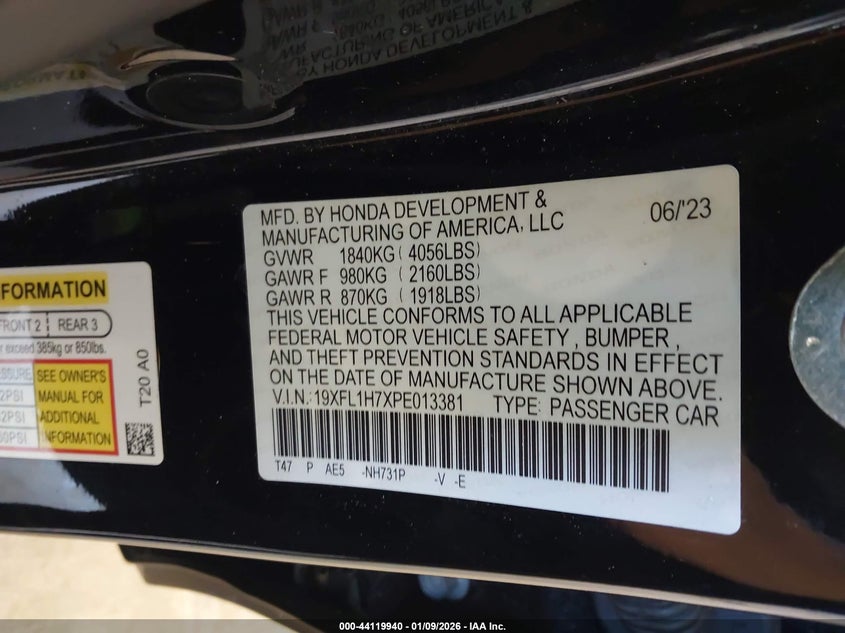 MFD. BY HONDA DEVELOPMENT &
MANUFACTURING OF AMERICA, LLC
06/'23
GVWR 1840KG ( 4056LBS)
GAWR F 980KG ( 2160LBS)
GAWR R 870KG ( 1918LBS)
THIS VEHICLE CONFORMS TO ALL APPLICABLE
FEDERAL MOTOR VEHICLE SAFETY , BUMPER ,
AND THEFT PREVENTION STANDARDS IN EFFECT
ON THE DATE OF MANUFACTURE SHOWN ABOVE.
V.I.N.:19XFL1H7XPE013381 TYPE: PASSENGER CAR
T47 P AE5 -NH731P -V -E
FRONT 2 REAR 3
exceed 385kg or 850lbs.
SEE OWNER'S
MANUAL FOR
ADDITIONAL
INFORMATION
T20 A0
000-44119940 - 01/09/2026 - IAA Inc.